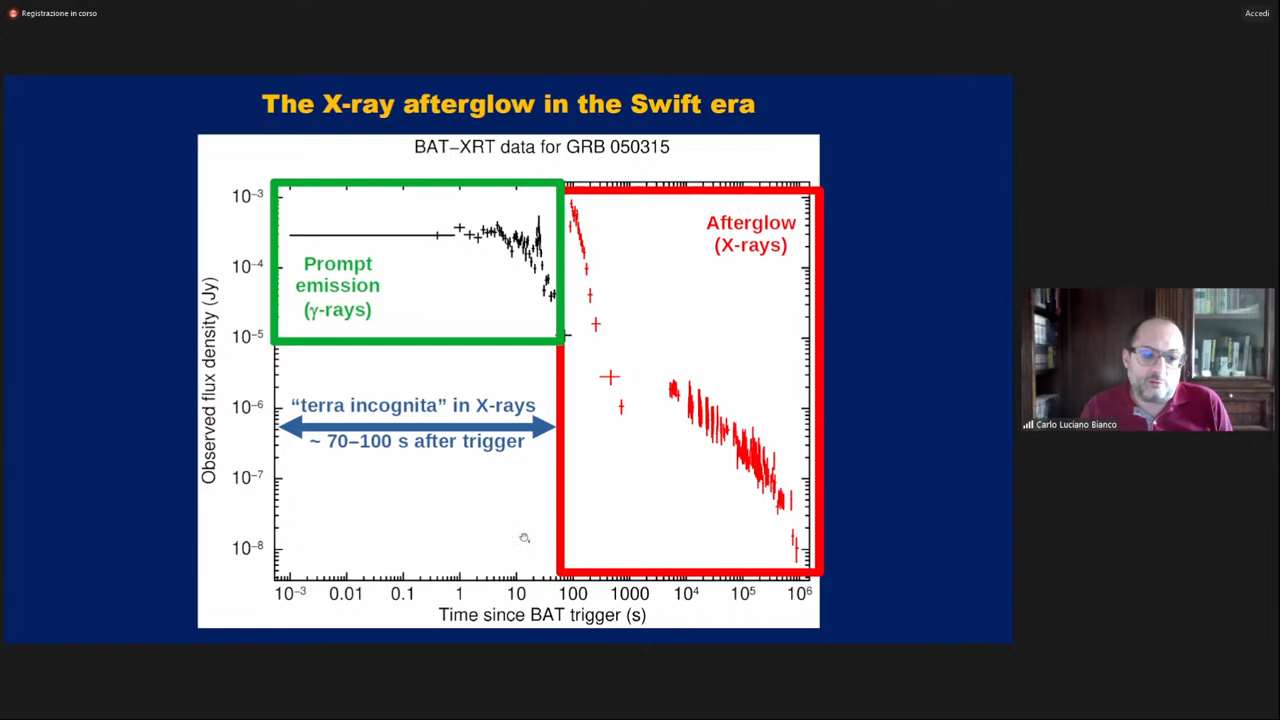 Registrazione in corso
Accedi
The X-ray afterglow in the Swift era
BAT−XRT data for GRB 050315
Observed flux density (Jy)
10⁻³
10⁻⁴
10⁻⁵
10⁻⁶
10⁻⁷
10⁻⁸
Prompt
emission
(γ-rays)
Afterglow
(X-rays)
“terra incognita” in X-rays
~ 70–100 s after trigger
10⁻³ 0.01 0.1 1 10 100 1000 10⁴ 10⁵ 10⁶
Time since BAT trigger (s)
Carlo Luciano Bianco